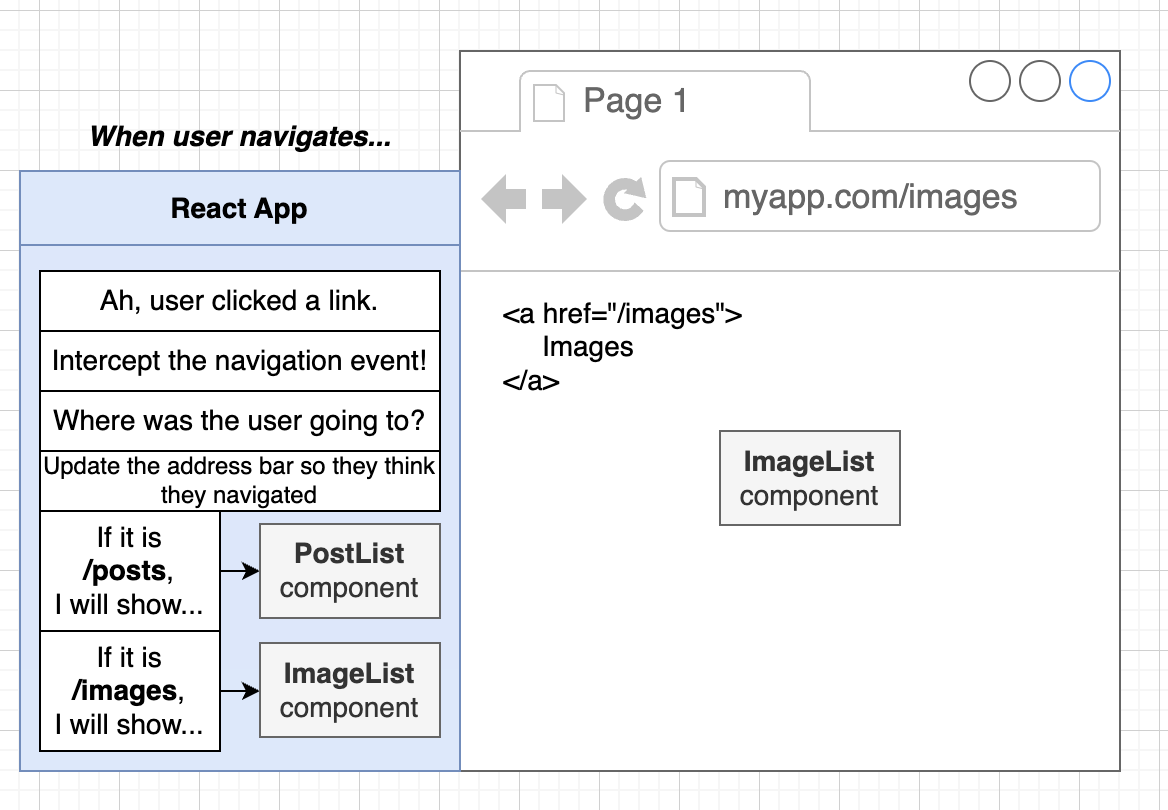 When user navigates...
React App
Ah, user clicked a link.
Intercept the navigation event!
Where was the user going to?
Update the address bar so they think
they navigated
If it is
/posts,
I will show...
PostList
component
If it is
/images,
I will show...
ImageList
component
Page 1
myapp.com/images
<a href="/images">
Images
</a>
ImageList
component